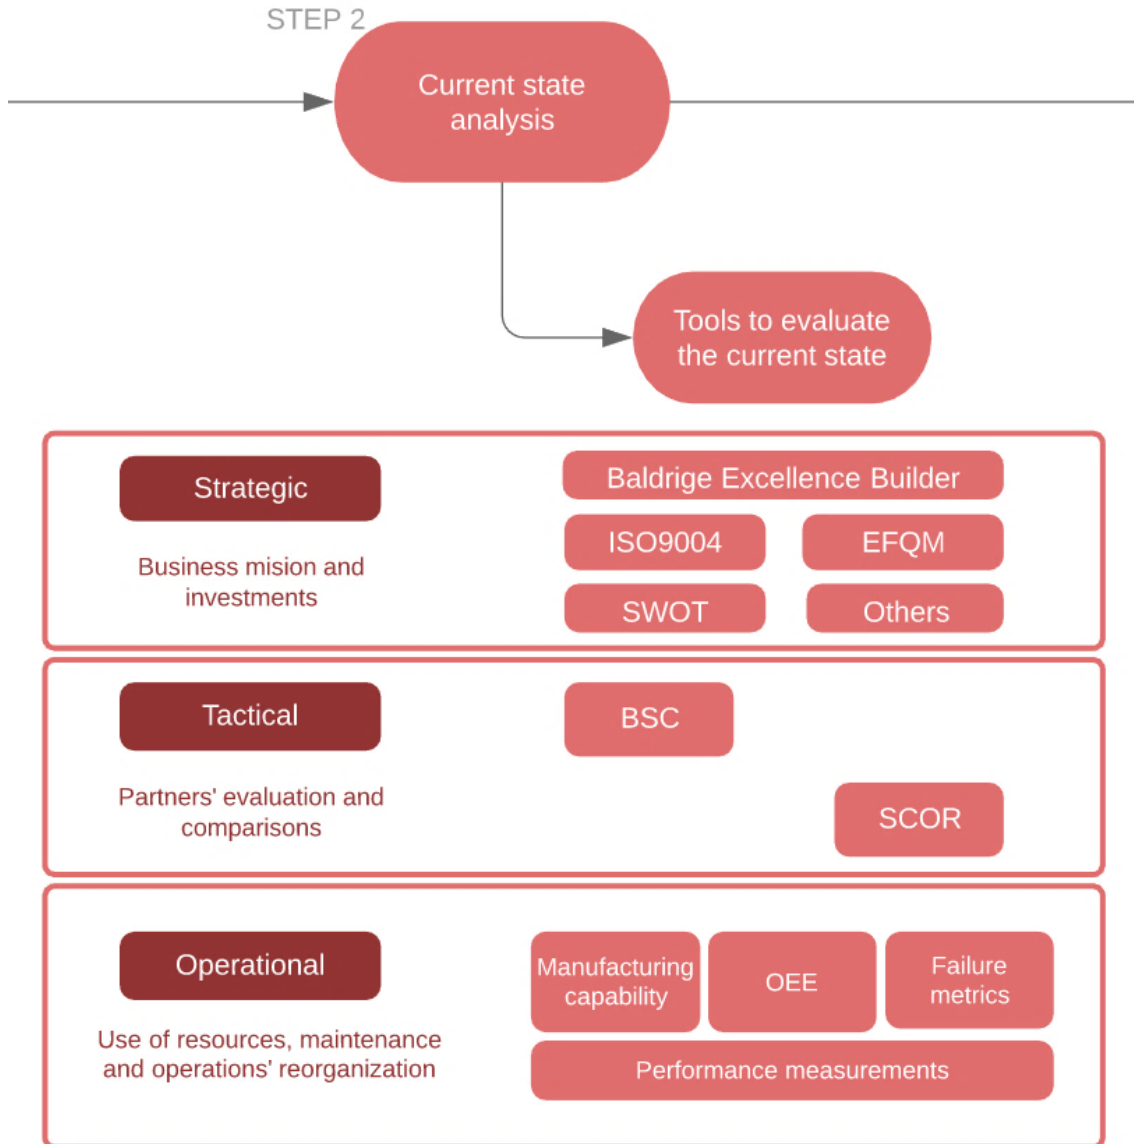 STEP 2
Current state
analysis
Tools to evaluate
the current state
Strategic
Business mision and
investments
Baldrige Excellence Builder
ISO9004
EFQM
SWOT
Others
Tactical
Partners' evaluation and
comparisons
BSC
SCOR
Operational
Use of resources, maintenance
and operations' reorganization
Manufacturing
capability
OEE
Failure
metrics
Performance measurements